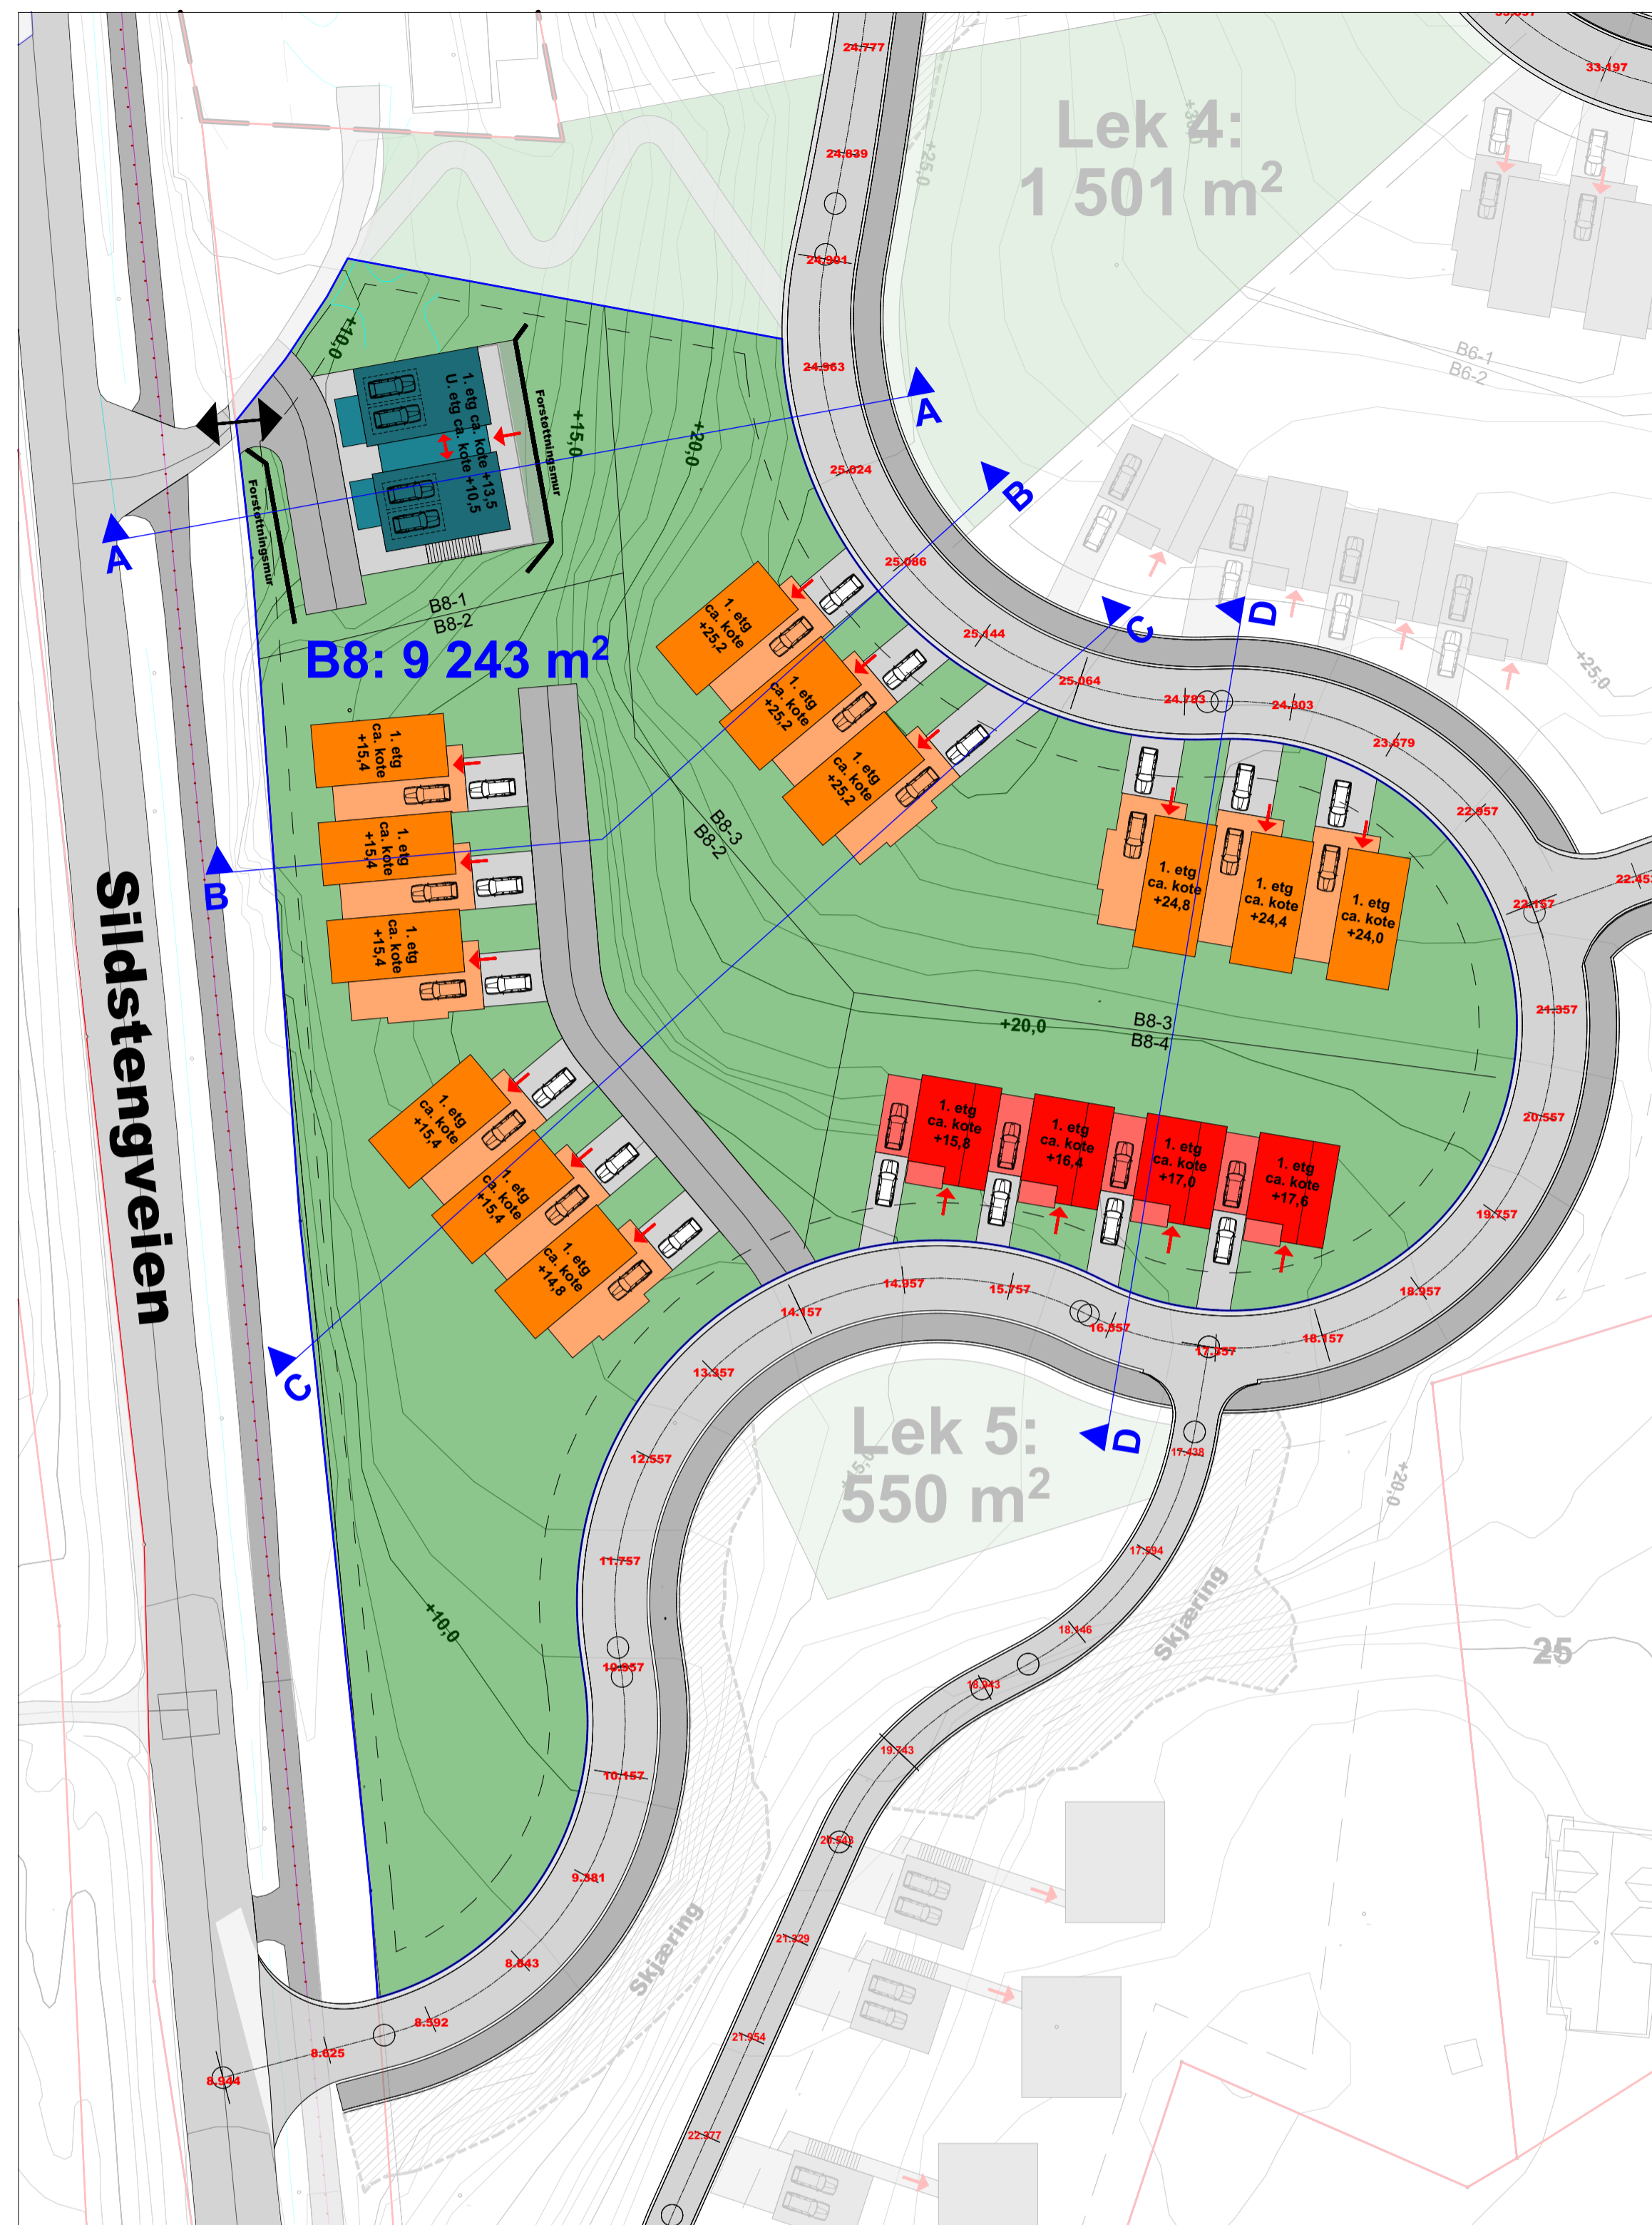 33.197
24.777
Lek 4:
1 501 m²
+30,0
24.839
+25,0
24.901
+10,0
B6-1
B6-2
24.963
1. etg ca. kote +13,5
U. etg ca. kote +10,5
Forstøttningsmur
+15,0
+20,0
A
25.024
B
Forstøttningsmur
A
25.086
B8-1
B8-2
B8: 9 243 m²
1. etg
ca. kote
+25,2
25.144
C
D
+25,0
25.064
24.783
24.303
1. etg
ca. kote
+25,2
23.679
1. etg
ca. kote
+15,4
1. etg
ca. kote
+25,2
22.957
B8-3
B8-2
1. etg
ca. kote
+15,4
B
1. etg
ca. kote
+24,8
1. etg
ca. kote
+24,4
1. etg
ca. kote
+24,0
22.157
1. etg
ca. kote
+15,4
Sildstengveien
21.357
+20,0
B8-3
B8-4
1. etg
ca. kote
+15,4
1. etg
ca. kote
+15,8
1. etg
ca. kote
+16,4
1. etg
ca. kote
+17,0
1. etg
ca. kote
+17,6
20.557
1. etg
ca. kote
+15,4
19.757
1. etg
ca. kote
+14,8
14.157
14.957
15.757
16.557
17.357
18.157
18.957
C
13.357
Lek 5:
550 m²
D
12.557
17.438
+20,0
11.757
17.594
Skjæring
+10,0
18.146
25
10.957
18.943
19.743
10.157
20.543
9.381
Skjæring
21.329
8.843
8.592
21.954
8.625
8.944
22.377